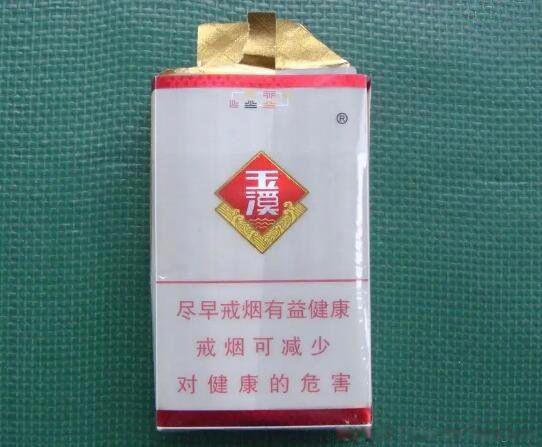 ®
玉
溪
尽早戒烟有益健康
戒烟可减少
对健康的危害